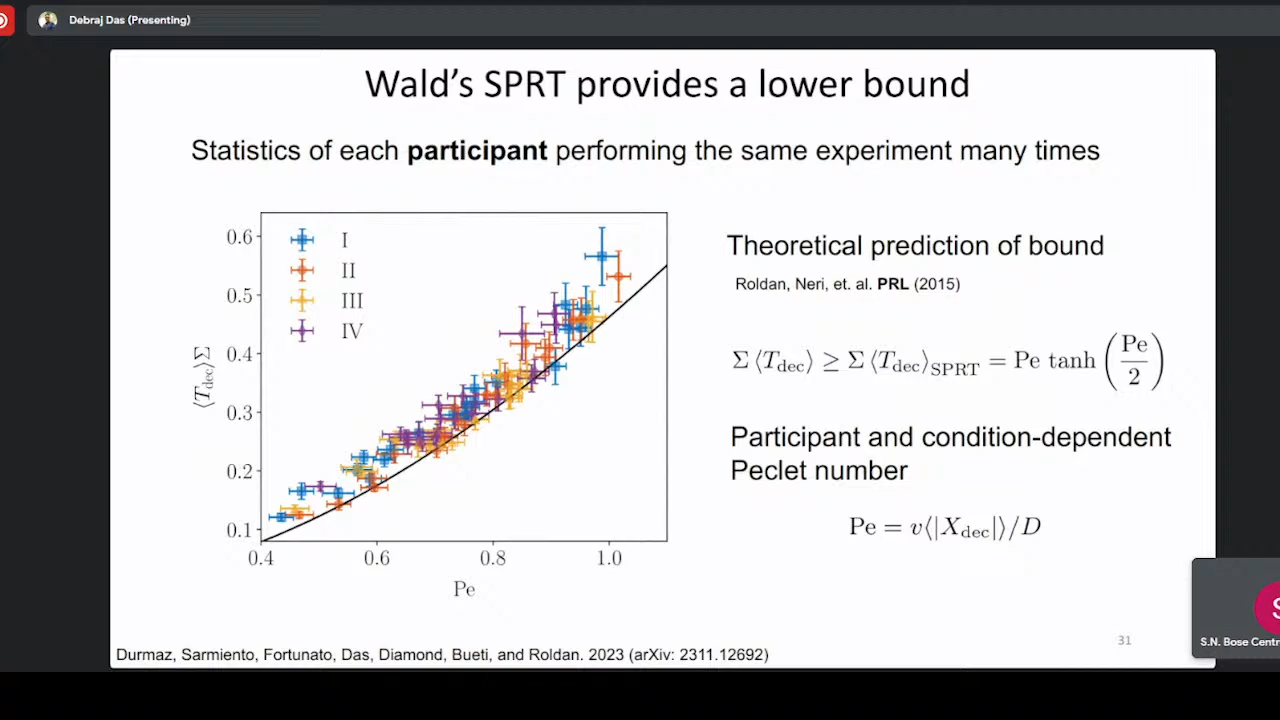 Debraj Das (Presenting)
Wald's SPRT provides a lower bound
Statistics of each participant performing the same experiment many times
0.6
0.5
0.4
0.3
0.2
0.1
⟨T_dec⟩Σ
I
II
III
IV
0.4
0.6
0.8
1.0
Pe
Theoretical prediction of bound
Roldan, Neri, et. al. PRL (2015)
Σ ⟨T_dec⟩ ≥ Σ ⟨T_dec⟩_SPRT = Pe tanh (Pe/2)
Participant and condition-dependent
Peclet number
Pe = v⟨|X_dec|⟩/D
31
Durmaz, Sarmiento, Fortunato, Das, Diamond, Bueti, and Roldan. 2023 (arXiv: 2311.12692)
S
S.N. Bose Centr